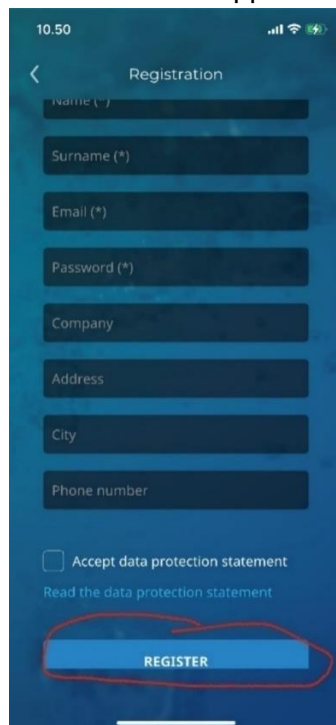 10.50
Registration
Name (*)
Surname (*)
Email (*)
Password (*)
Company
Address
City
Phone number
Accept data protection statement
Read the data protection statement
REGISTER